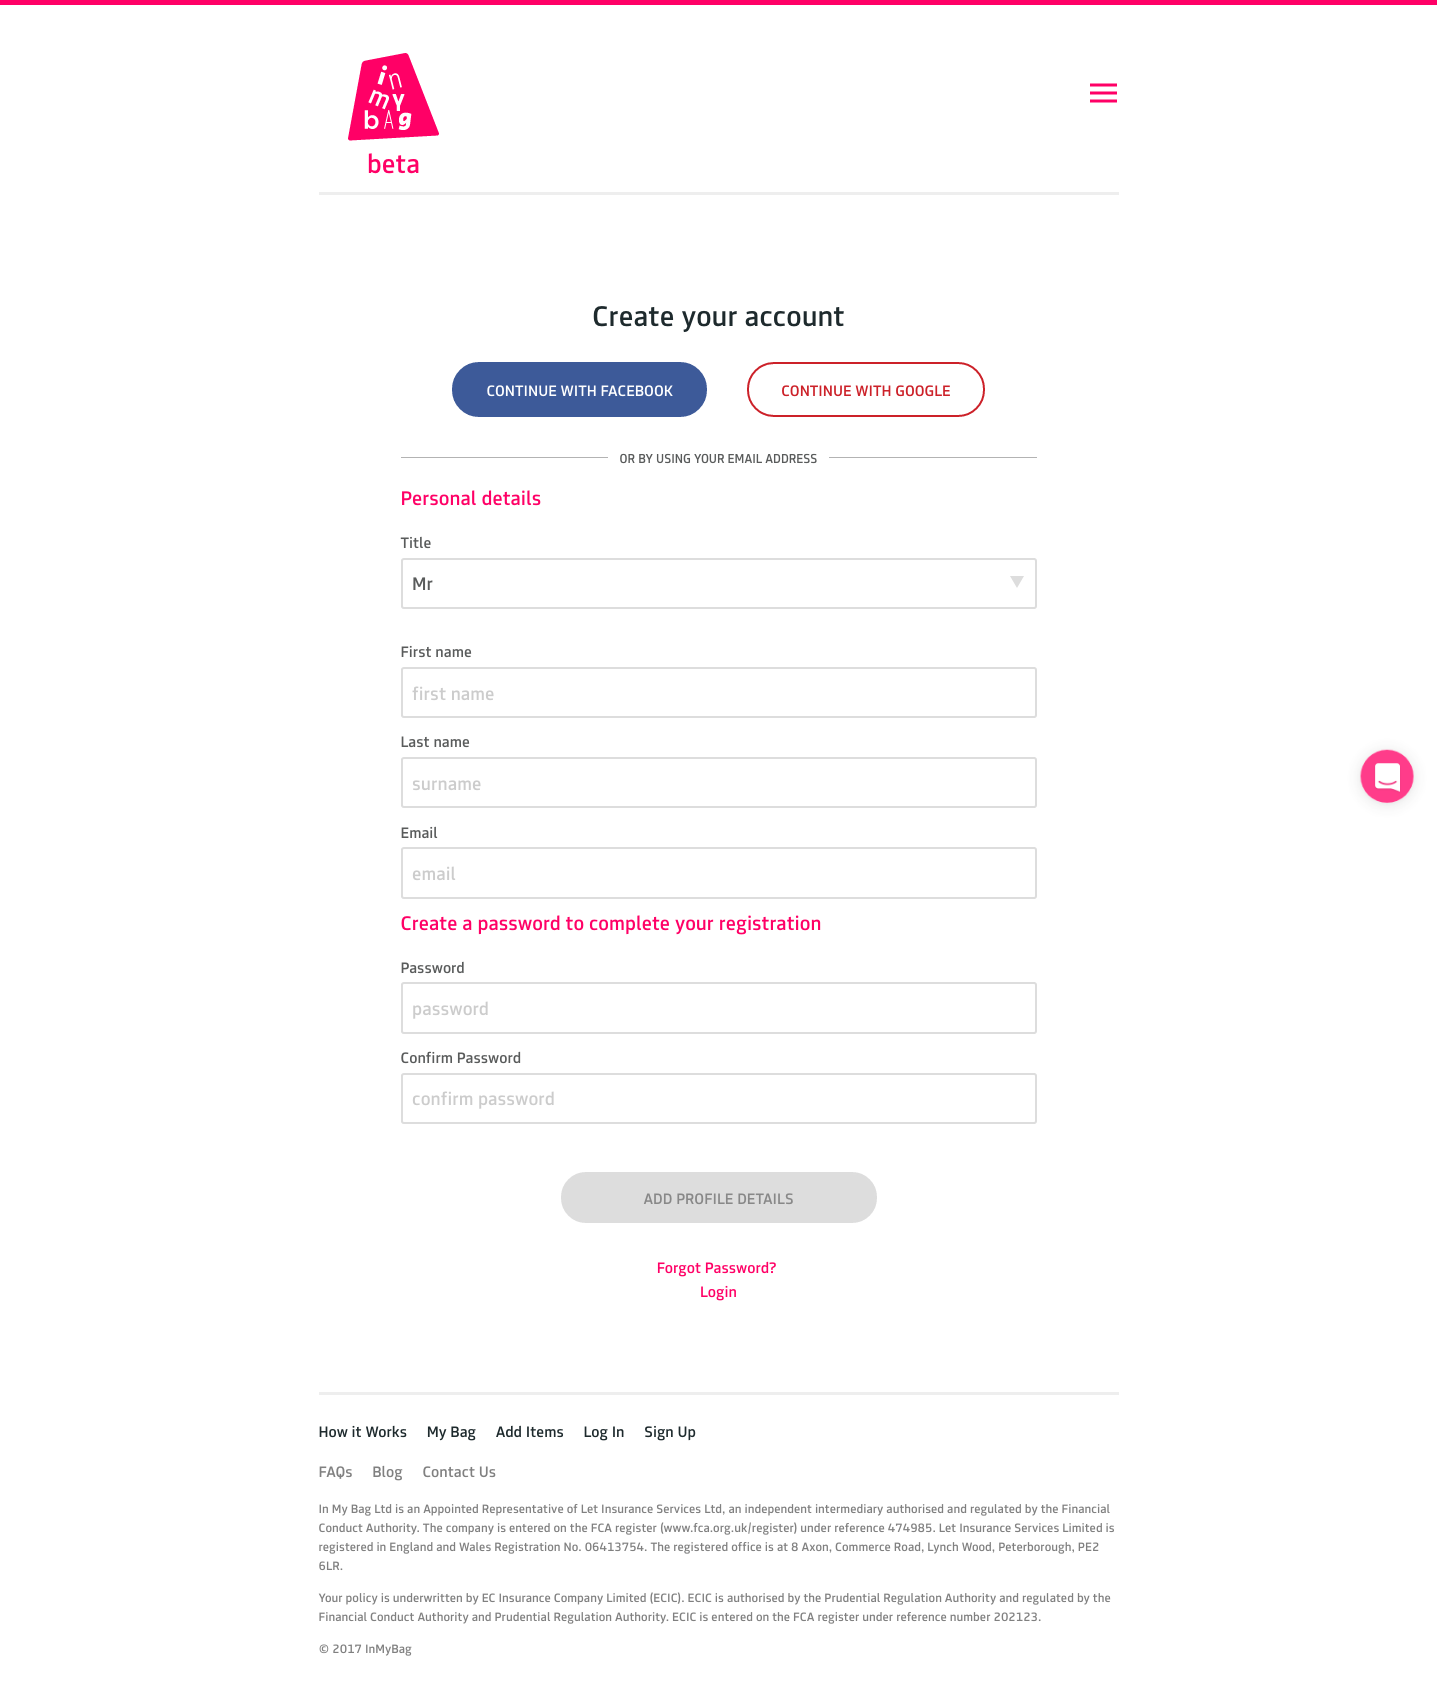 in
my
bAg
beta
Create your account
CONTINUE WITH FACEBOOK
CONTINUE WITH GOOGLE
OR BY USING YOUR EMAIL ADDRESS
Personal details
Title
Mr
First name
first name
Last name
surname
Email
email
Create a password to complete your registration
Password
password
Confirm Password
confirm password
ADD PROFILE DETAILS
Forgot Password?
Login
How it Works My Bag Add Items Log In Sign Up
FAQs Blog Contact Us
In My Bag Ltd is an Appointed Representative of Let Insurance Services Ltd, an independent intermediary authorised and regulated by the Financial
Conduct Authority. The company is entered on the FCA register (www.fca.org.uk/register) under reference 474985. Let Insurance Services Limited is
registered in England and Wales Registration No. 06413754. The registered office is at 8 Axon, Commerce Road, Lynch Wood, Peterborough, PE2
6LR.
Your policy is underwritten by EC Insurance Company Limited (ECIC). ECIC is authorised by the Prudential Regulation Authority and regulated by the
Financial Conduct Authority and Prudential Regulation Authority. ECIC is entered on the FCA register under reference number 202123.
© 2017 InMyBag